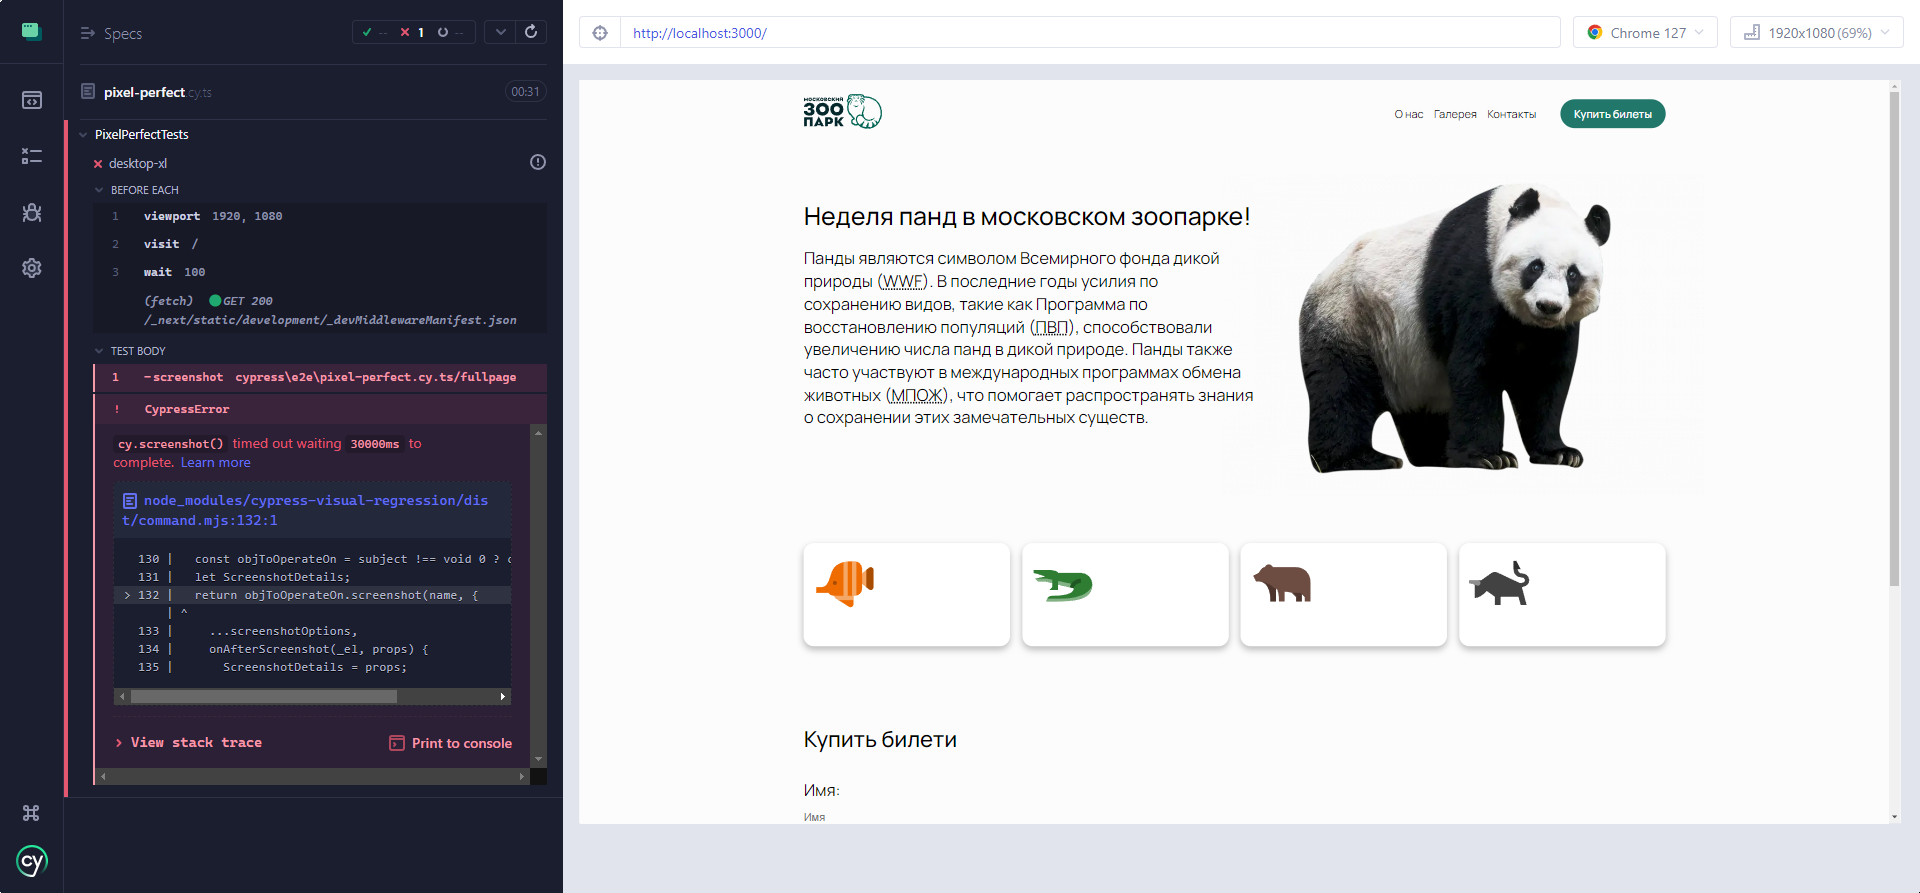 Specs
✓ -- ✕ 1 --
pixel-perfect.cy.ts
00:31
PixelPerfectTests
desktop-xl
BEFORE EACH
1 viewport 1920, 1080
2 visit /
3 wait 100
(fetch) GET 200
/_next/static/development/_devMiddlewareManifest.json
TEST BODY
1 -screenshot cypress\e2e\pixel-perfect.cy.ts/fullpage
! CypressError
cy.screenshot() timed out waiting 30000ms to
complete. Learn more
node_modules/cypress-visual-regression/dis
t/command.mjs:132:1
130 | const objToOperateOn = subject !== void 0 ?
131 | let ScreenshotDetails;
> 132 | return objToOperateOn.screenshot(name, {
| ^
133 | ...screenshotOptions,
134 | onAfterScreenshot(_el, props) {
135 | ScreenshotDetails = props;
> View stack trace
Print to console
cy
http://localhost:3000/
Chrome 127
1920x1080 (69%)
МОСКОВСКИЙ
ЗОО
ПАРК
О нас
Галерея
Контакты
Купить билеты
Неделя панд в московском зоопарке!
Панды являются символом Всемирного фонда дикой
природы (WWF). В последние годы усилия по
сохранению видов, такие как Программа по
восстановлению популяций (ПВП), способствовали
увеличению числа панд в дикой природе. Панды также
часто участвуют в международных программах обмена
животных (МПОЖ), что помогает распространять знания
о сохранении этих замечательных существ.
Купить билети
Имя:
Имя